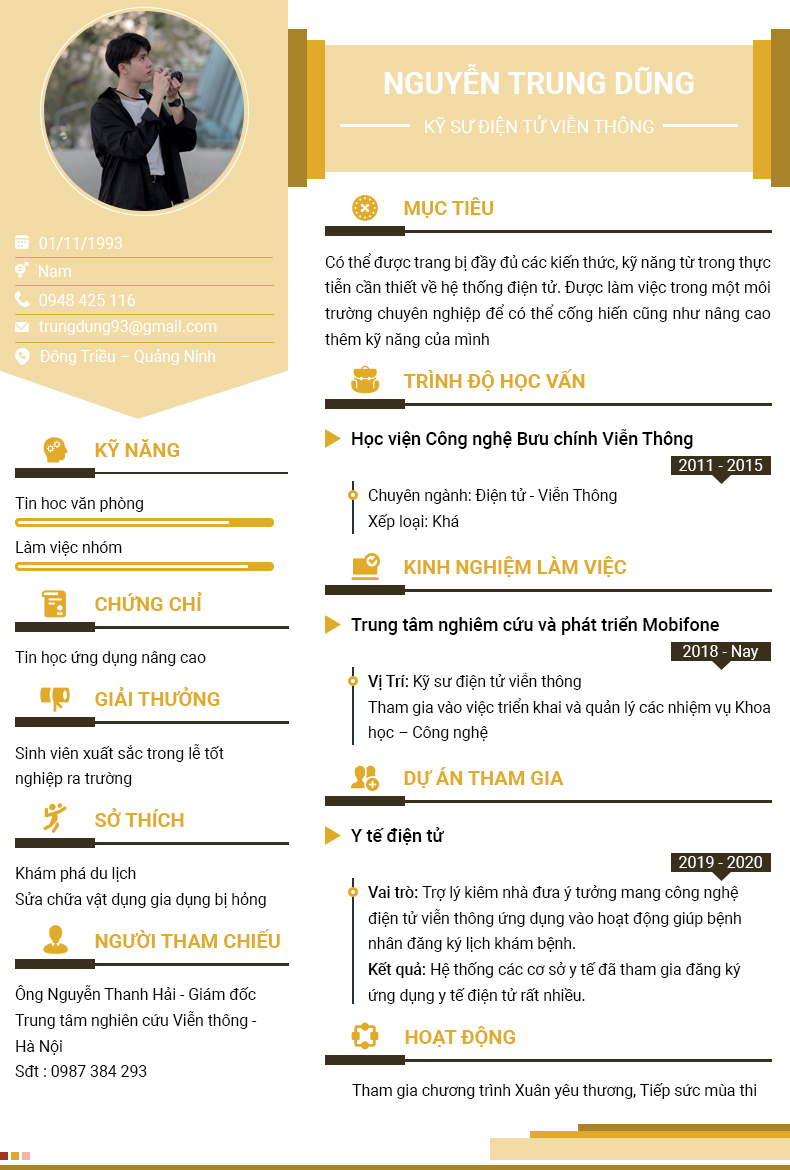 01/11/1993
Nam
0948 425 116
trungdung93@gmail.com
Đông Triều – Quảng Ninh
KỸ NĂNG
Tin hoc văn phòng
Làm việc nhóm
CHỨNG CHỈ
Tin học ứng dụng nâng cao
GIẢI THƯỞNG
Sinh viên xuất sắc trong lễ tốt
nghiệp ra trường
SỞ THÍCH
Khám phá du lịch
Sửa chữa vật dụng gia dụng bị hỏng
NGƯỜI THAM CHIẾU
Ông Nguyễn Thanh Hải - Giám đốc
Trung tâm nghiên cứu Viễn thông -
Hà Nội
Sđt : 0987 384 293
NGUYỄN TRUNG DŨNG
KỸ SƯ ĐIỆN TỬ VIỄN THÔNG
MỤC TIÊU
Có thể được trang bị đầy đủ các kiến thức, kỹ năng từ trong thực
tiễn cần thiết về hệ thống điện tử. Được làm việc trong một môi
trường chuyên nghiệp để có thể cống hiến cũng như nâng cao
thêm kỹ năng của mình
TRÌNH ĐỘ HỌC VẤN
Học viện Công nghệ Bưu chính Viễn Thông
2011 - 2015
Chuyên ngành: Điện tử - Viễn Thông
Xếp loại: Khá
KINH NGHIỆM LÀM VIỆC
Trung tâm nghiêm cứu và phát triển Mobifone
2018 - Nay
Vị Trí: Kỹ sư điện tử viễn thông
Tham gia vào việc triển khai và quản lý các nhiệm vụ Khoa
học – Công nghệ
DỰ ÁN THAM GIA
Y tế điện tử
2019 - 2020
Vai trò: Trợ lý kiêm nhà đưa ý tưởng mang công nghệ
điện tử viễn thông ứng dụng vào hoạt động giúp bệnh
nhân đăng ký lịch khám bệnh.
Kết quả: Hệ thống các cơ sở y tế đã tham gia đăng ký
ứng dụng y tế điện tử rất nhiều.
HOẠT ĐỘNG
Tham gia chương trình Xuân yêu thương, Tiếp sức mùa thi